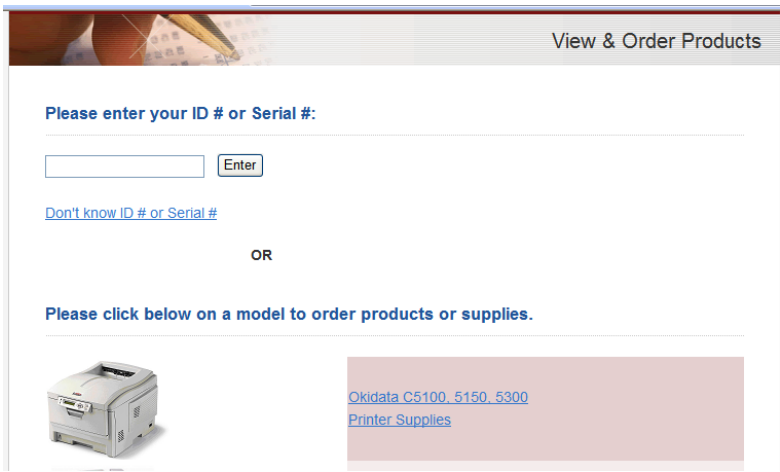 View & Order Products
Please enter your ID # or Serial #:
Enter
Don't know ID # or Serial #
OR
Please click below on a model to order products or supplies.
Okidata C5100, 5150, 5300
Printer Supplies